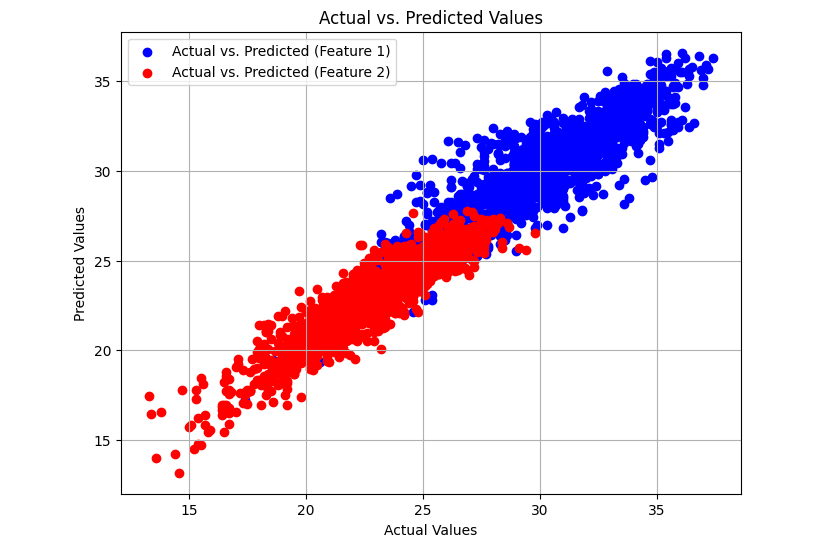 Actual vs. Predicted Values
Actual vs. Predicted (Feature 1)
Actual vs. Predicted (Feature 2)
Predicted Values
35
30
25
20
15
15 20 25 30 35
Actual Values